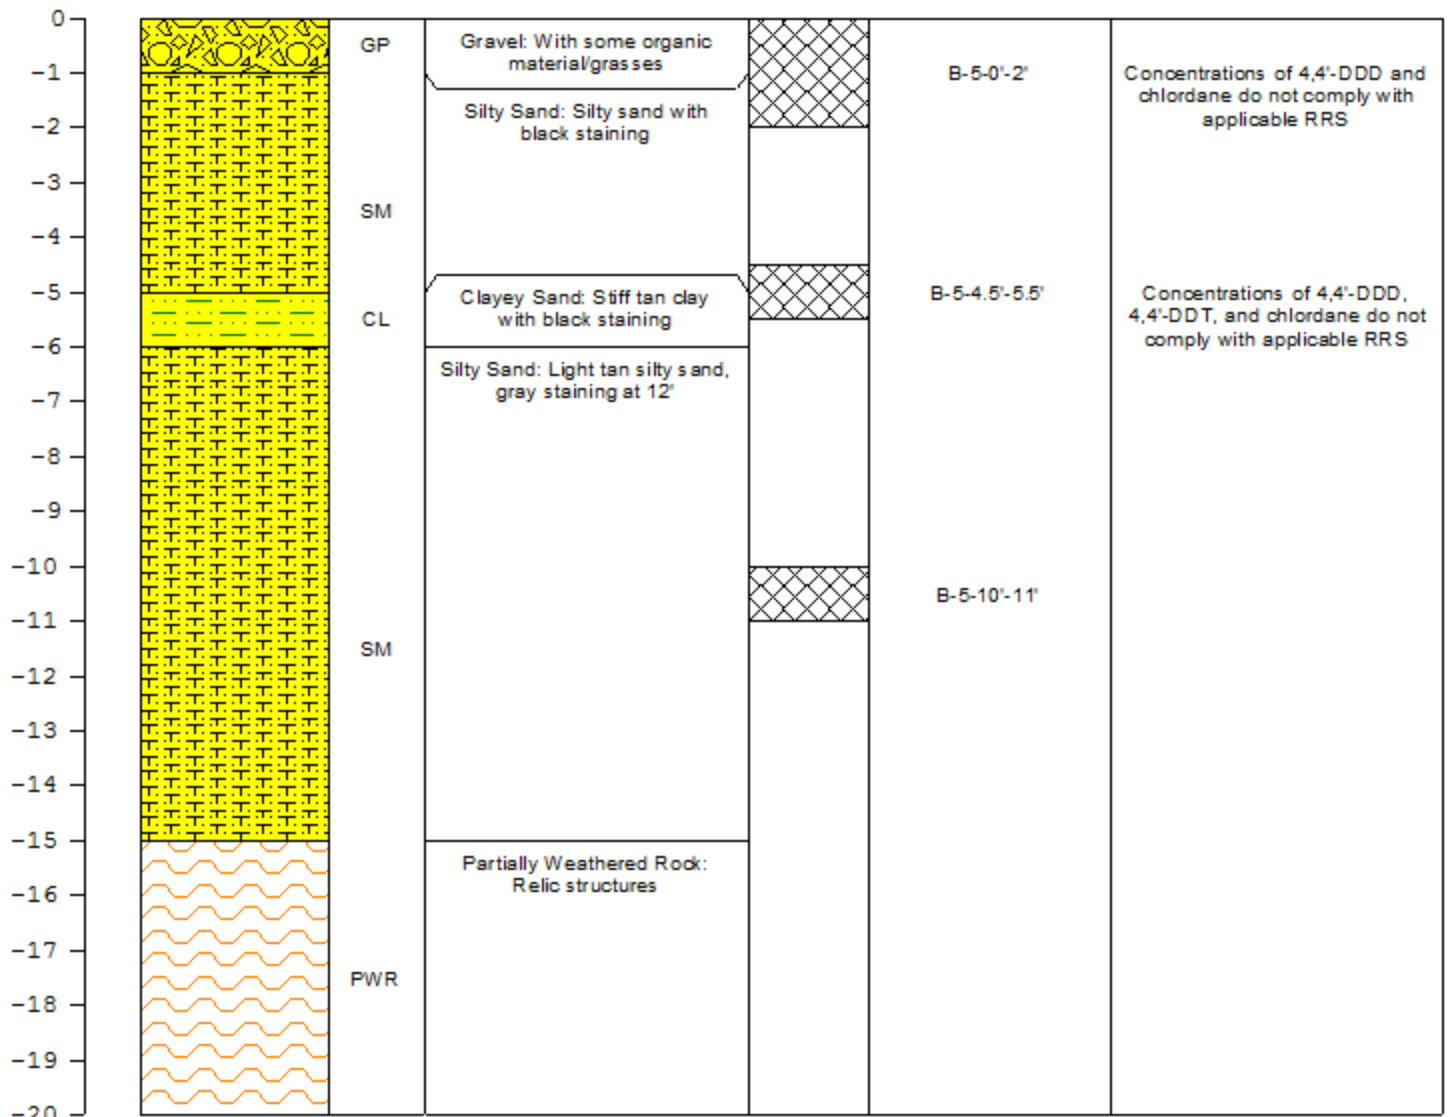 0
GP
Gravel: With some organic
material/grasses
-1
B-5-0'-2'
Concentrations of 4,4'-DDD and
chlordane do not comply with
applicable RRS
Silty Sand: Silty sand with
black staining
-2
-3
SM
-4
-5
Clayey Sand: Stiff tan clay
with black staining
B-5-4.5'-5.5'
Concentrations of 4,4'-DDD,
4,4'-DDT, and chlordane do not
comply with applicable RRS
CL
-6
Silty Sand: Light tan silty sand,
gray staining at 12'
-7
-8
-9
-10
B-5-10'-11'
-11
SM
-12
-13
-14
-15
Partially Weathered Rock:
Relic structures
-16
-17
PWR
-18
-19
-20